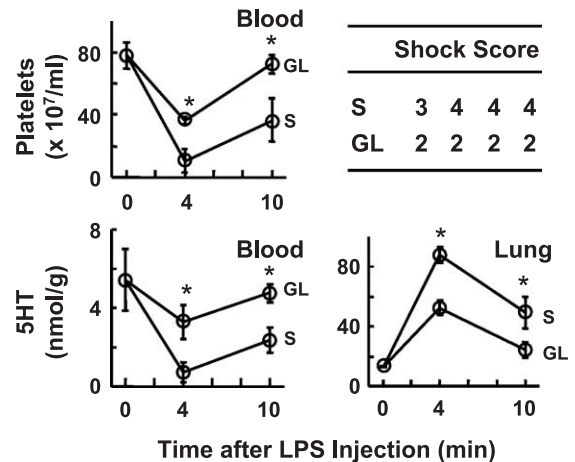 Blood
Platelets
(x 10⁷/ml)
80
40
0
*
*
GL
S
0 4 10
Shock Score
S 3 4 4 4
GL 2 2 2 2
Blood
5HT
(nmol/g)
8
4
0
*
*
GL
S
0 4 10
Lung
80
40
0
*
*
S
GL
0 4 10
Time after LPS Injection (min)